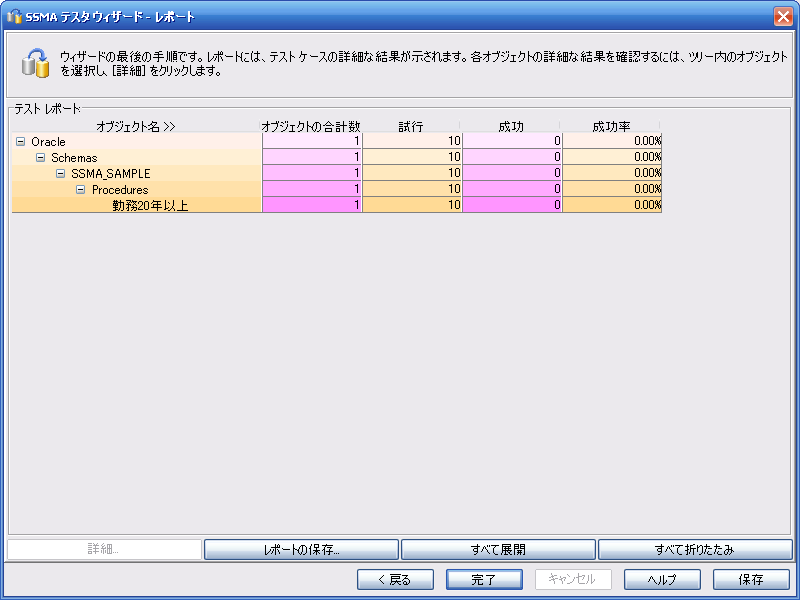 SSMA テスタ ウィザード - レポート
ウィザードの最後の手順です。レポートには、テスト ケースの詳細な結果が示されます。各オブジェクトの詳細な結果を確認するには、ツリー内のオブジェクト
を選択し、[詳細] をクリックします。
テスト レポート
オブジェクト名 >> オブジェクトの合計数 試行 成功 成功率
Oracle 1 10 0 0.00%
Schemas 1 10 0 0.00%
SSMA_SAMPLE 1 10 0 0.00%
Procedures 1 10 0 0.00%
勤務20年以上 1 10 0 0.00%
詳細... レポートの保存... すべて展開 すべて折りたたみ
< 戻る 完了 キャンセル ヘルプ 保存